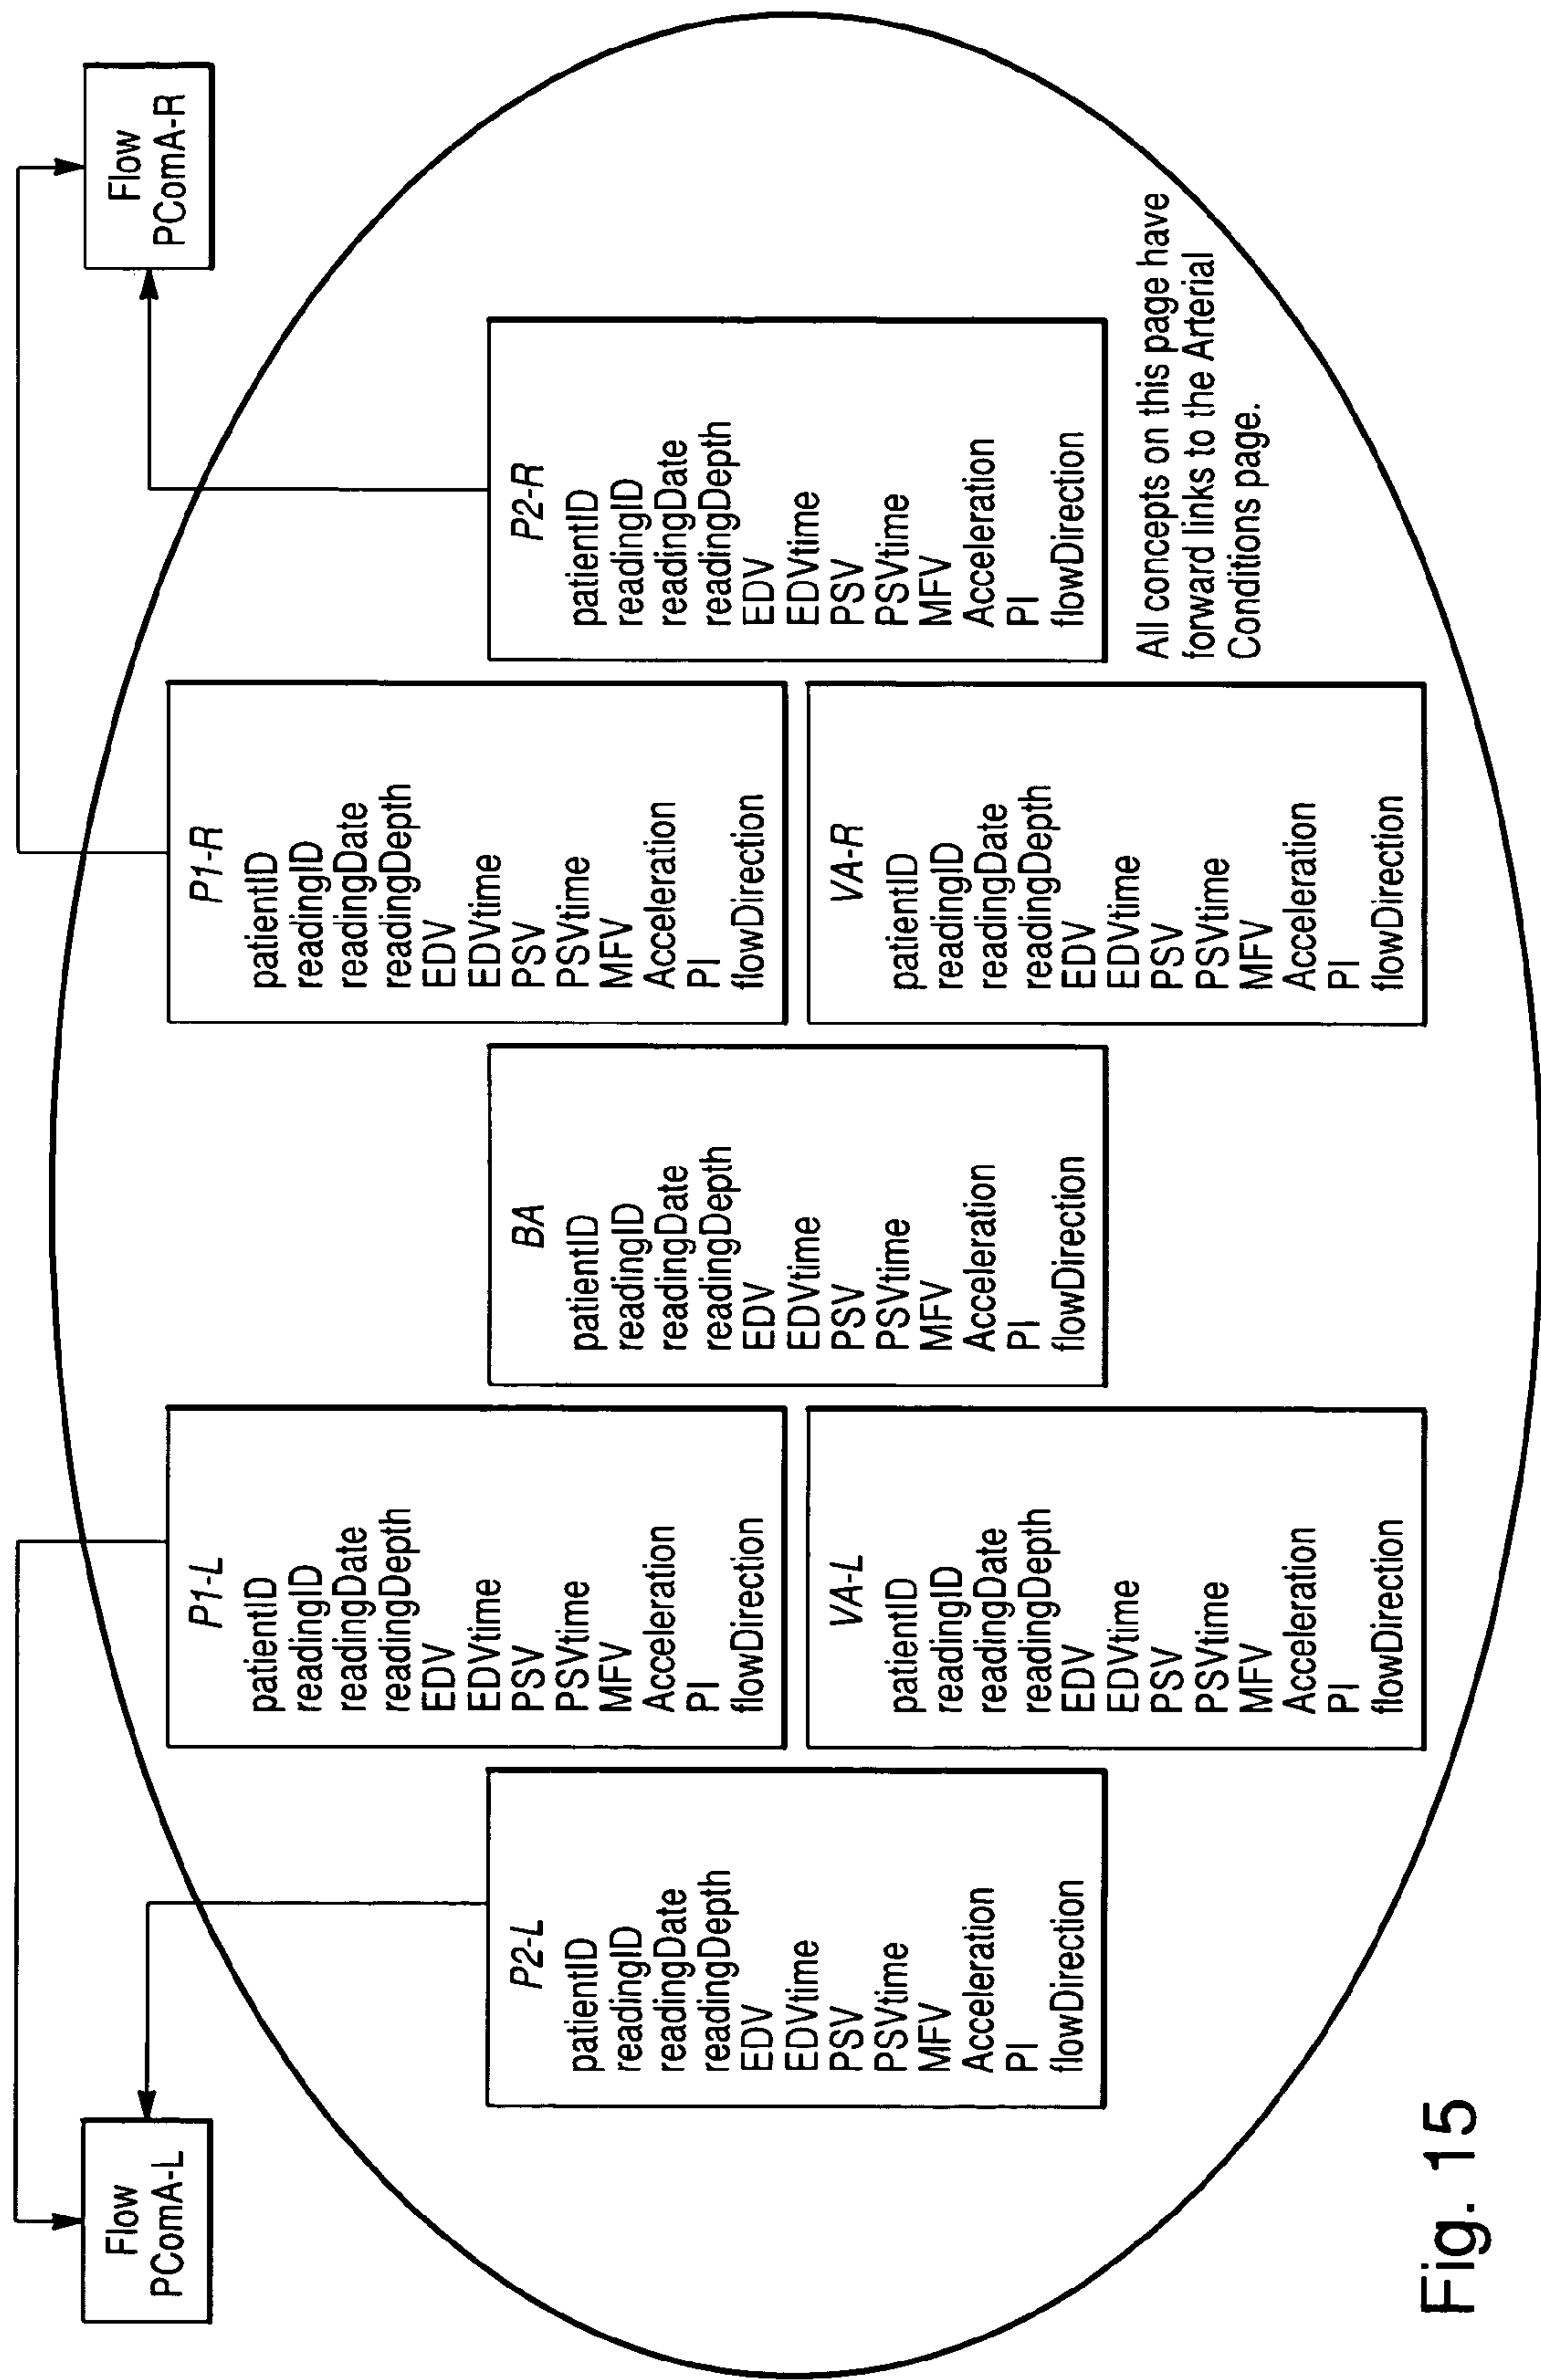 Flow
PComA-L
Flow
PComA-R
P1-L
patientID
readingID
readingDate
readingDepth
EDV
EDVtime
PSV
PSVtime
MFV
Acceleration
PI
flowDirection
P1-R
patientID
readingID
readingDate
readingDepth
EDV
EDVtime
PSV
PSVtime
MFV
Acceleration
PI
flowDirection
P2-L
patientID
readingID
readingDate
readingDepth
EDV
EDVtime
PSV
PSVtime
MFV
Acceleration
PI
flowDirection
BA
patientID
readingID
readingDate
readingDepth
EDV
EDVtime
PSV
PSVtime
MFV
Acceleration
PI
flowDirection
P2-R
patientID
readingID
readingDate
readingDepth
EDV
EDVtime
PSV
PSVtime
MFV
Acceleration
PI
flowDirection
VA-L
patientID
readingID
readingDate
readingDepth
EDV
EDVtime
PSV
PSVtime
MFV
Acceleration
PI
flowDirection
VA-R
patientID
readingID
readingDate
readingDepth
EDV
EDVtime
PSV
PSVtime
MFV
Acceleration
PI
flowDirection
All concepts on this page have
forward links to the Arterial
Conditions page.
Fig. 15